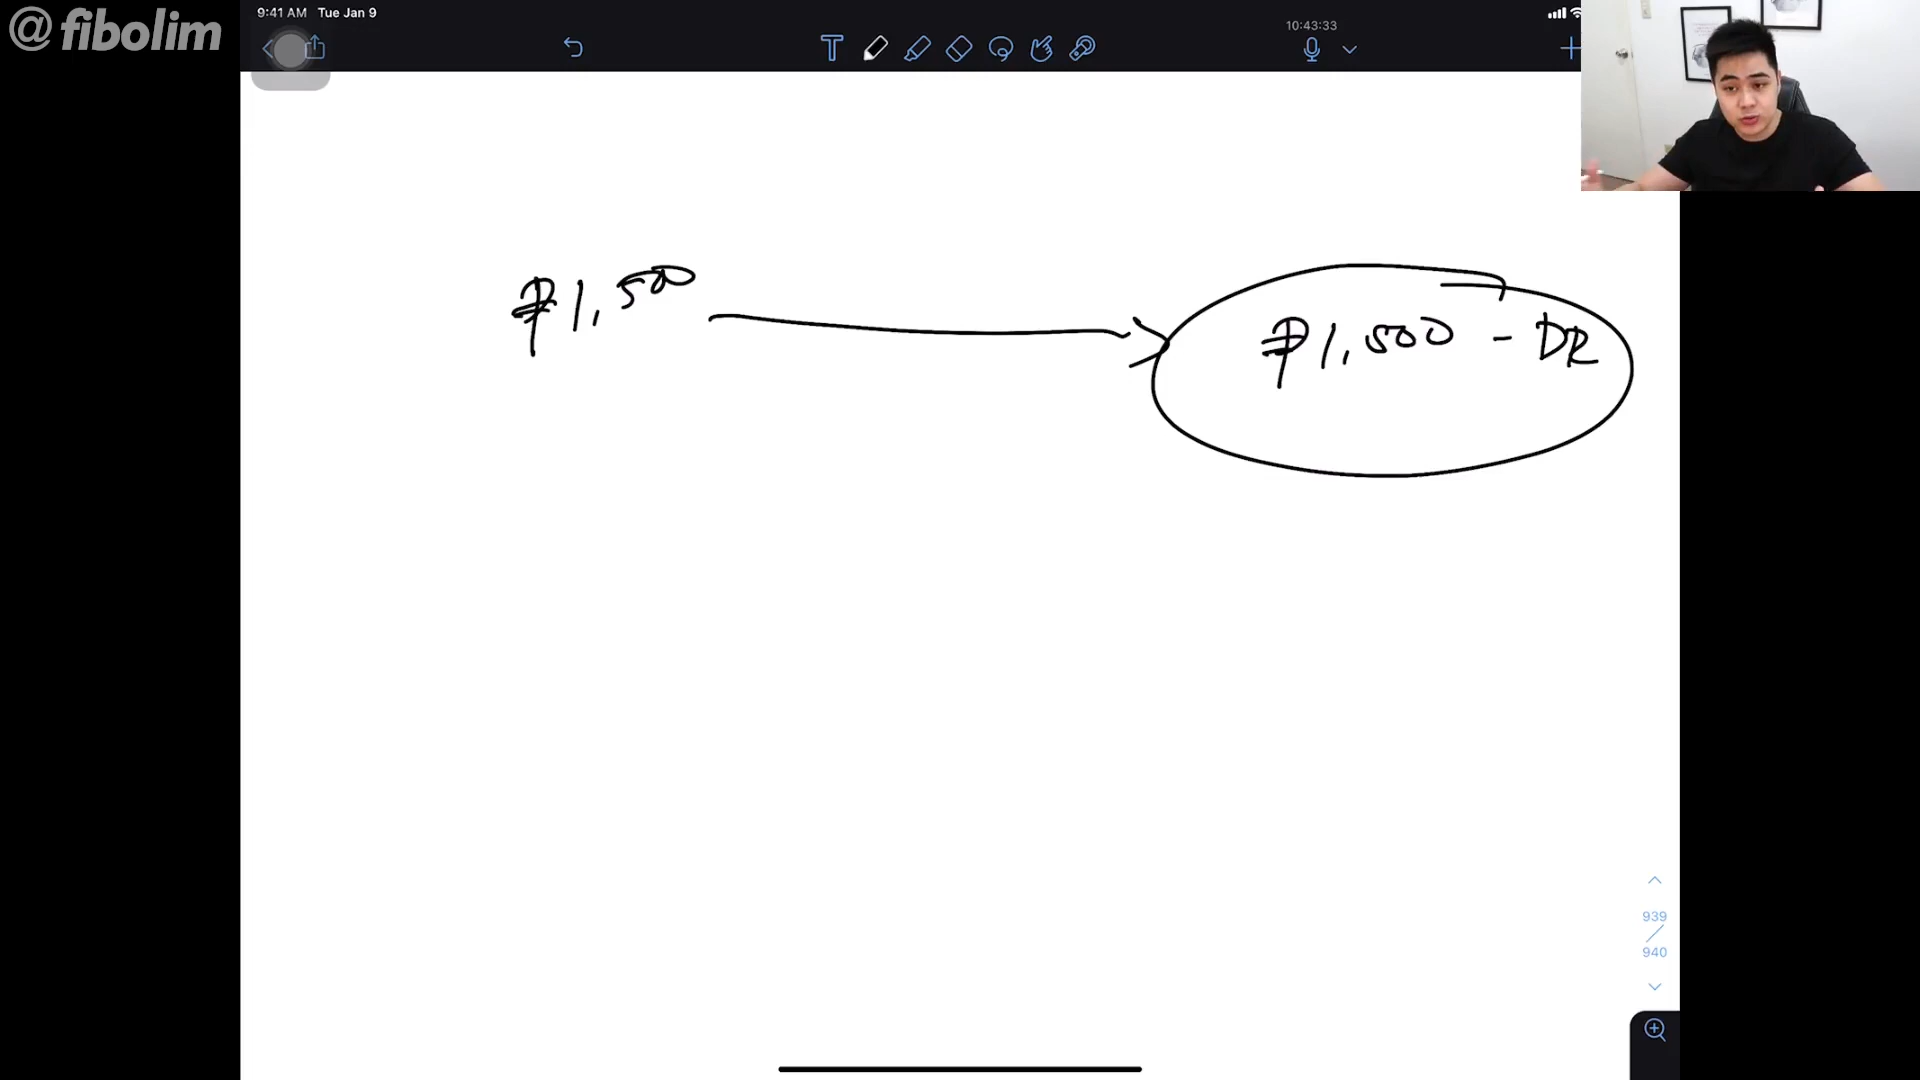 @fibolim
9:41 AM Tue Jan 9
10:43:33
₱1,500
₱1,500 - DR
939
940